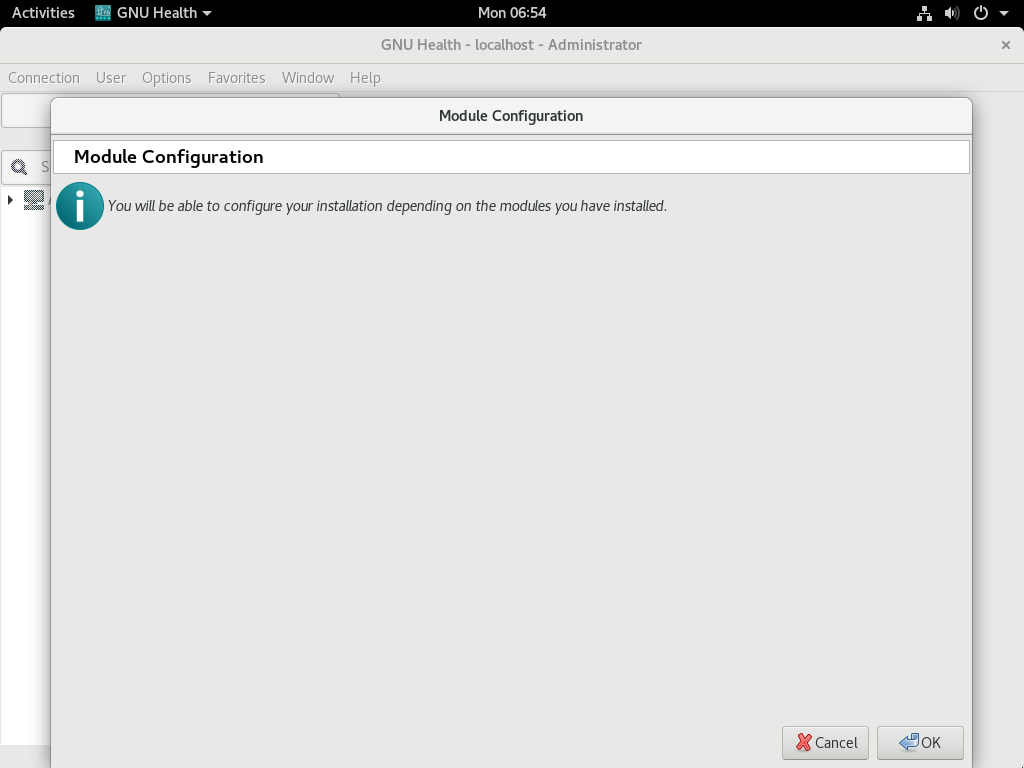 Activities GNU Health Mon 06:54
GNU Health - localhost - Administrator
Connection User Options Favorites Window Help
Module Configuration
Module Configuration
You will be able to configure your installation depending on the modules you have installed.
Cancel OK